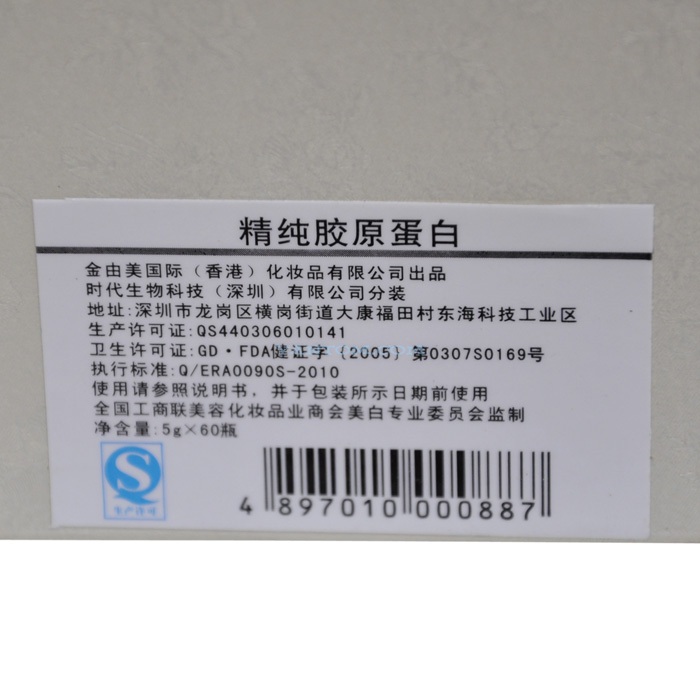 精纯胶原蛋白
金由美国际（香港）化妆品有限公司出品
时代生物科技（深圳）有限公司分装
地址:深圳市龙岗区横岗街道大康福田村东海科技工业区
生产许可证:QS440306010141
卫生许可证:GD·FDA健证字（2005）第0307S0169号
执行标准:Q/ERA0090S-2010
使用请参照说明书，并于包装所示日期前使用
全国工商联美容化妆品业商会美白专业委员会监制
净含量:5g×60瓶
生产许可
4 897010 000887